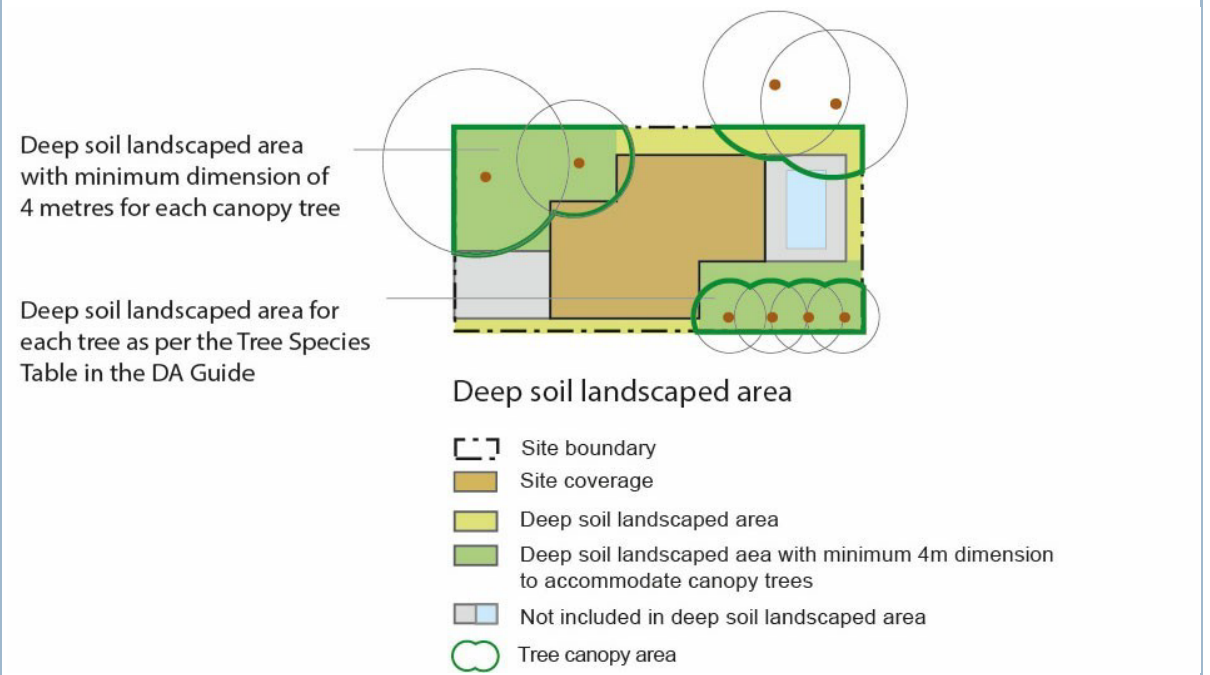 Deep soil landscaped area
with minimum dimension of
4 metres for each canopy tree
Deep soil landscaped area for
each tree as per the Tree Species
Table in the DA Guide
Deep soil landscaped area
Site boundary
Site coverage
Deep soil landscaped area
Deep soil landscaped aea with minimum 4m dimension
to accommodate canopy trees
Not included in deep soil landscaped area
Tree canopy area